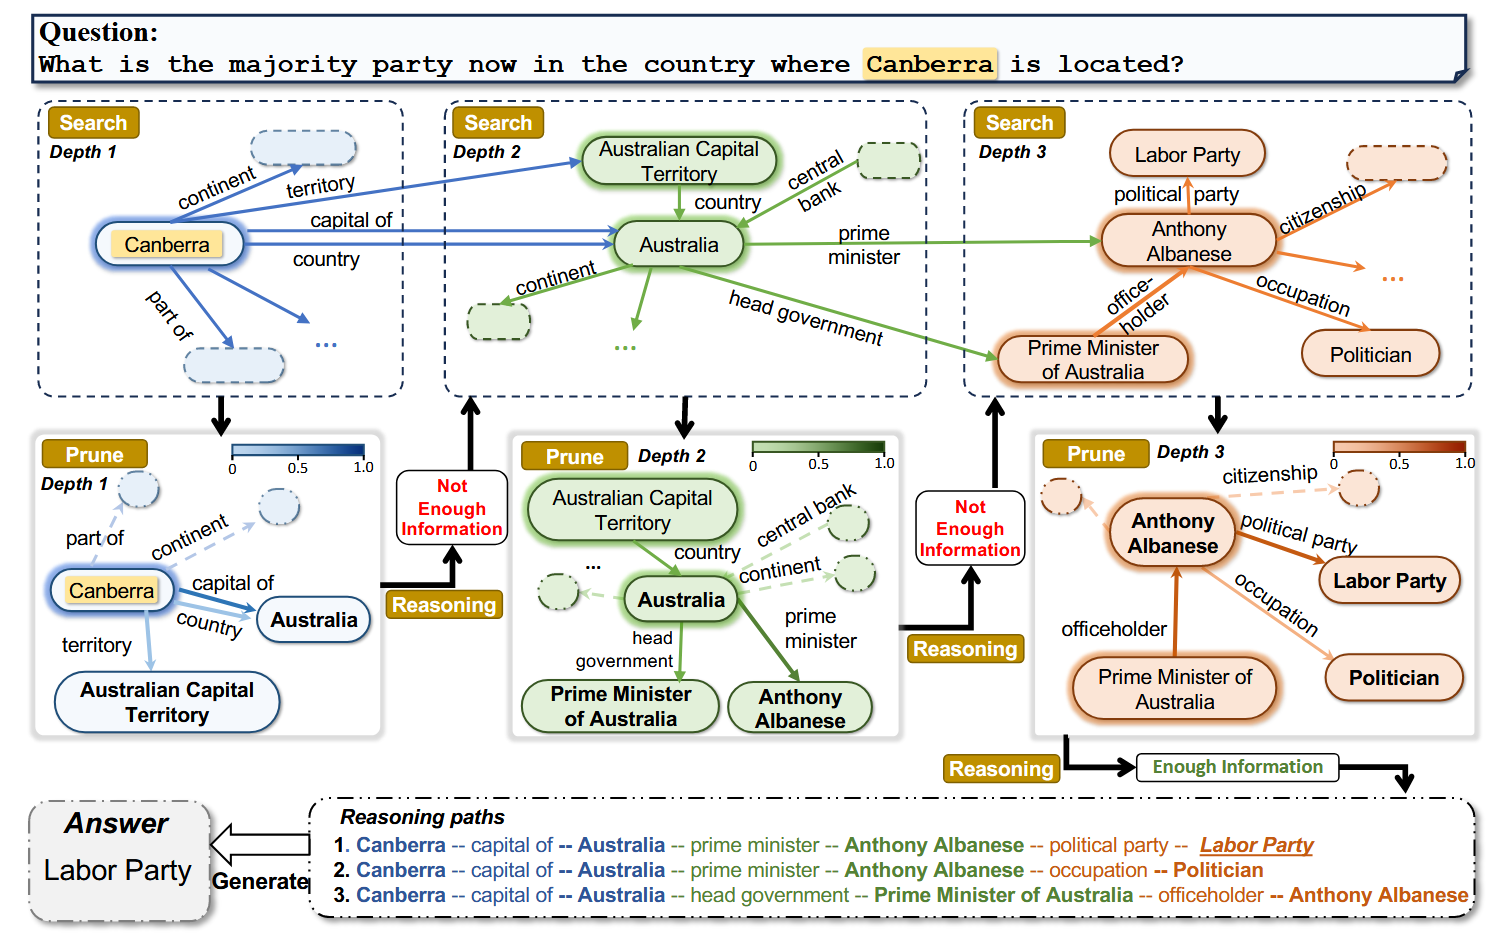 Question:
What is the majority party now in the country where Canberra is located?
Search
Depth 1
continent
territory
capital of
Canberra
country
part of
...
Search
Depth 2
Australian Capital
Territory
central
bank
country
Australia
prime
minister
continent
head government
...
Search
Depth 3
Labor Party
political party
citizenship
Anthony
Albanese
...
office-
holder
occupation
Prime Minister
of Australia
Politician
Prune
Depth 1
0 0.5 1.0
part of
continent
Canberra
capital of
country
Australia
territory
Australian Capital
Territory
Not
Enough
Information
Reasoning
Prune
Depth 2
0 0.5 1.0
Australian Capital
Territory
central bank
country
...
continent
Australia
head
government
prime
minister
Prime Minister
of Australia
Anthony
Albanese
Not
Enough
Information
Reasoning
Prune
Depth 3
0 0.5 1.0
citizenship
Anthony
Albanese
political party
Labor Party
occupation
officeholder
Prime Minister of
Australia
Politician
Reasoning
Enough Information
Answer
Labor Party
Generate
Reasoning paths
1. Canberra -- capital of -- Australia -- prime minister -- Anthony Albanese -- political party -- Labor Party
2. Canberra -- capital of -- Australia -- prime minister -- Anthony Albanese -- occupation -- Politician
3. Canberra -- capital of -- Australia -- head government -- Prime Minister of Australia -- officeholder -- Anthony Albanese